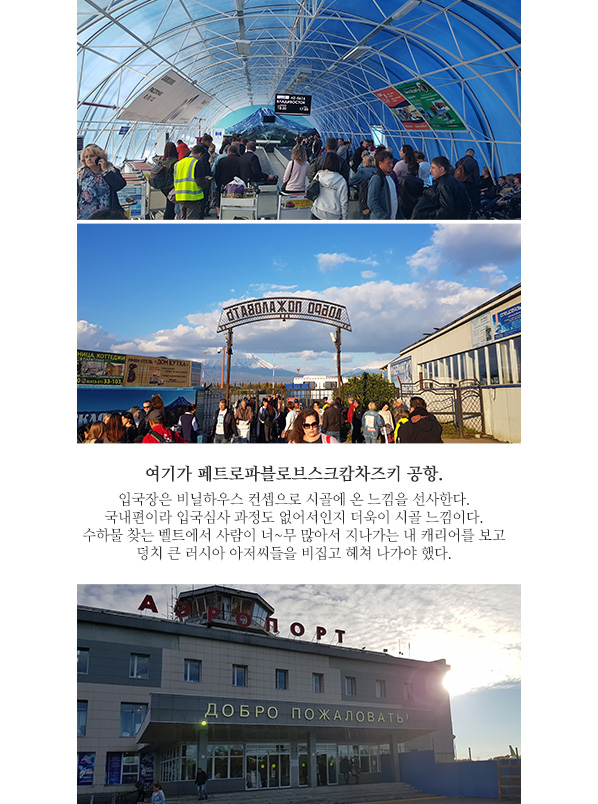 ВЛАДИВОСТОК
ДОБРО ПОЖАЛОВАТЬ
НИЦА. КОТТЕДЖИ
33-103
여기가 페트로파블로브스크캄차즈키 공항.
입국장은 비닐하우스 컨셉으로 시골에 온 느낌을 선사한다.
국내편이라 입국심사 과정도 없어서인지 더욱이 시골 느낌이다.
수하물 찾는 벨트에서 사람이 너~무 많아서 지나가는 내 캐리어를 보고
덩치 큰 러시아 아저씨들을 비집고 헤쳐 나가야 했다.
АЭРОПОРТ
ДОБРО ПОЖАЛОВАТЬ!